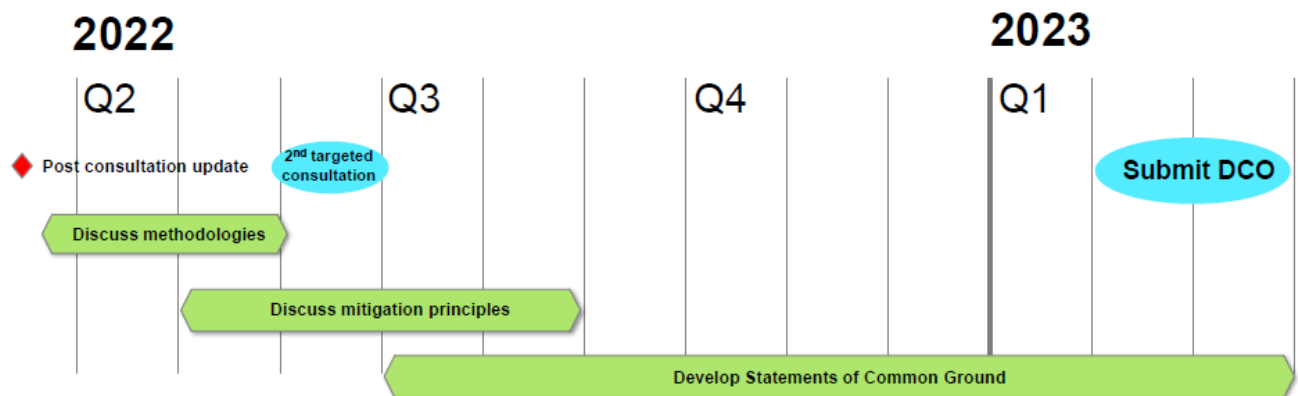 2022
2023
Q2
Q3
Q4
Q1
Post consultation update
2nd targeted
consultation
Submit DCO
Discuss methodologies
Discuss mitigation principles
Develop Statements of Common Ground